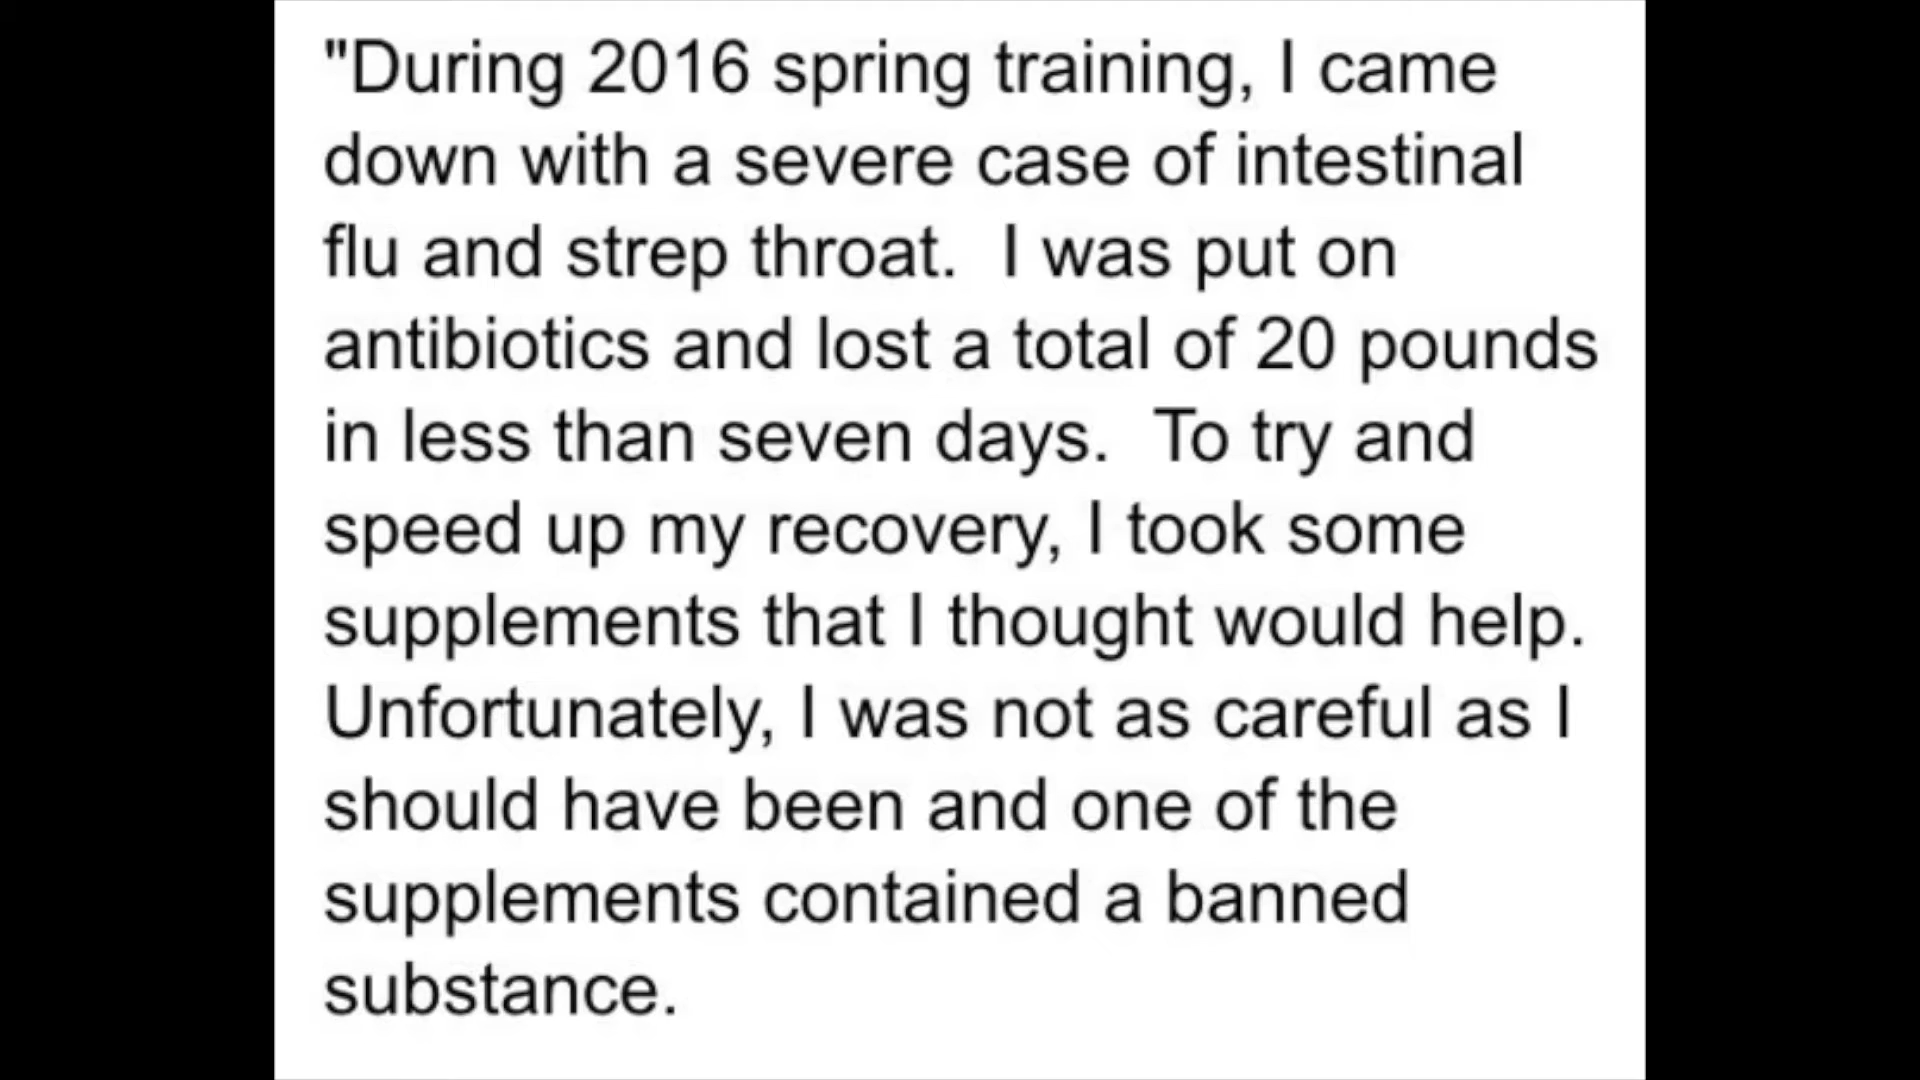 "During 2016 spring training, I came
down with a severe case of intestinal
flu and strep throat.  I was put on
antibiotics and lost a total of 20 pounds
in less than seven days.  To try and
speed up my recovery, I took some
supplements that I thought would help.
Unfortunately, I was not as careful as I
should have been and one of the
supplements contained a banned
substance.